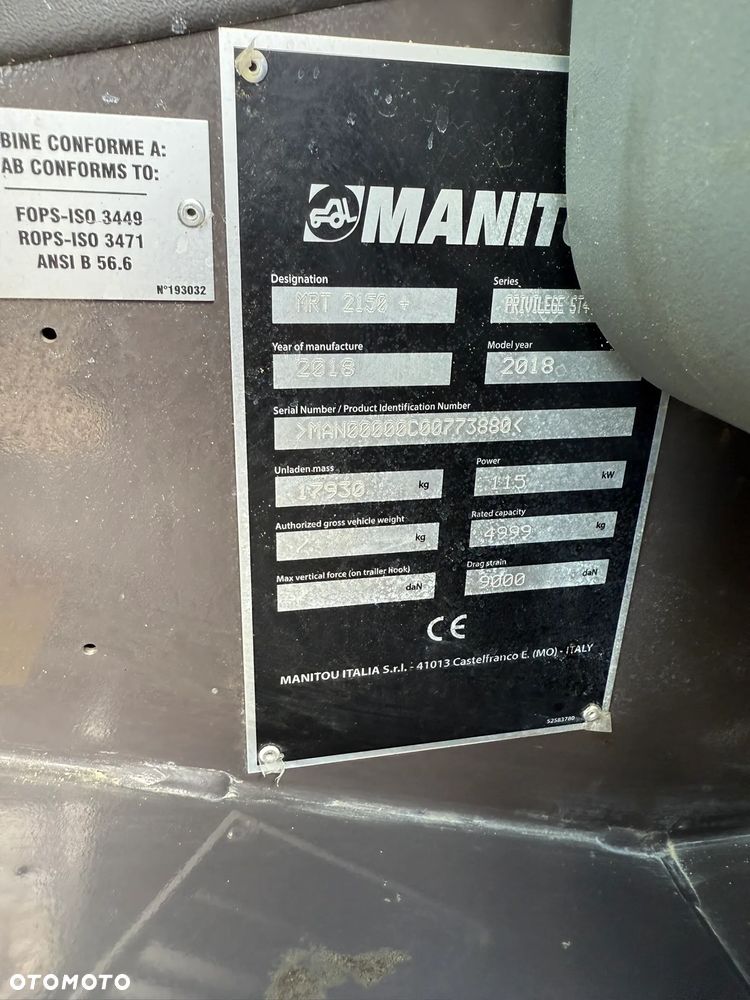 BINE CONFORME A:
AB CONFORMS TO:
FOPS-ISO 3449
ROPS-ISO 3471
ANSI B 56.6
N°193032
MANIT
Designation
MRT 2150 +
Series
PRIVILEGE ST4
Year of manufacture
2018
Model year
2018
Serial Number / Product Identification Number
>MAN00000C00773880<
Unladen mass
17930 kg
Power
115 kW
Authorized gross vehicle weight
/ kg
Rated capacity
4999 kg
Max vertical force (on trailer hook)
daN
Drag strain
9000 daN
CE
MANITOU ITALIA S.r.l. - 41013 Castelfranco E. (MO) - ITALY
52583780
OTOMOTO